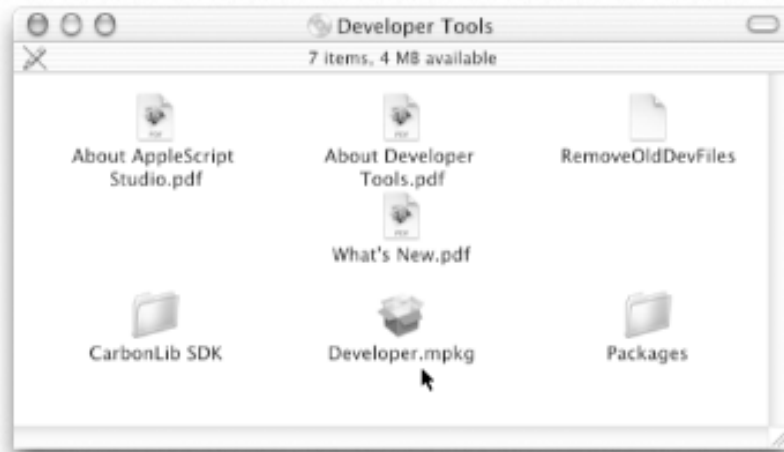 Developer Tools
7 items, 4 MB available
About AppleScript
Studio.pdf
About Developer
Tools.pdf
RemoveOldDevFiles
What's New.pdf
CarbonLib SDK
Developer.mpkg
Packages